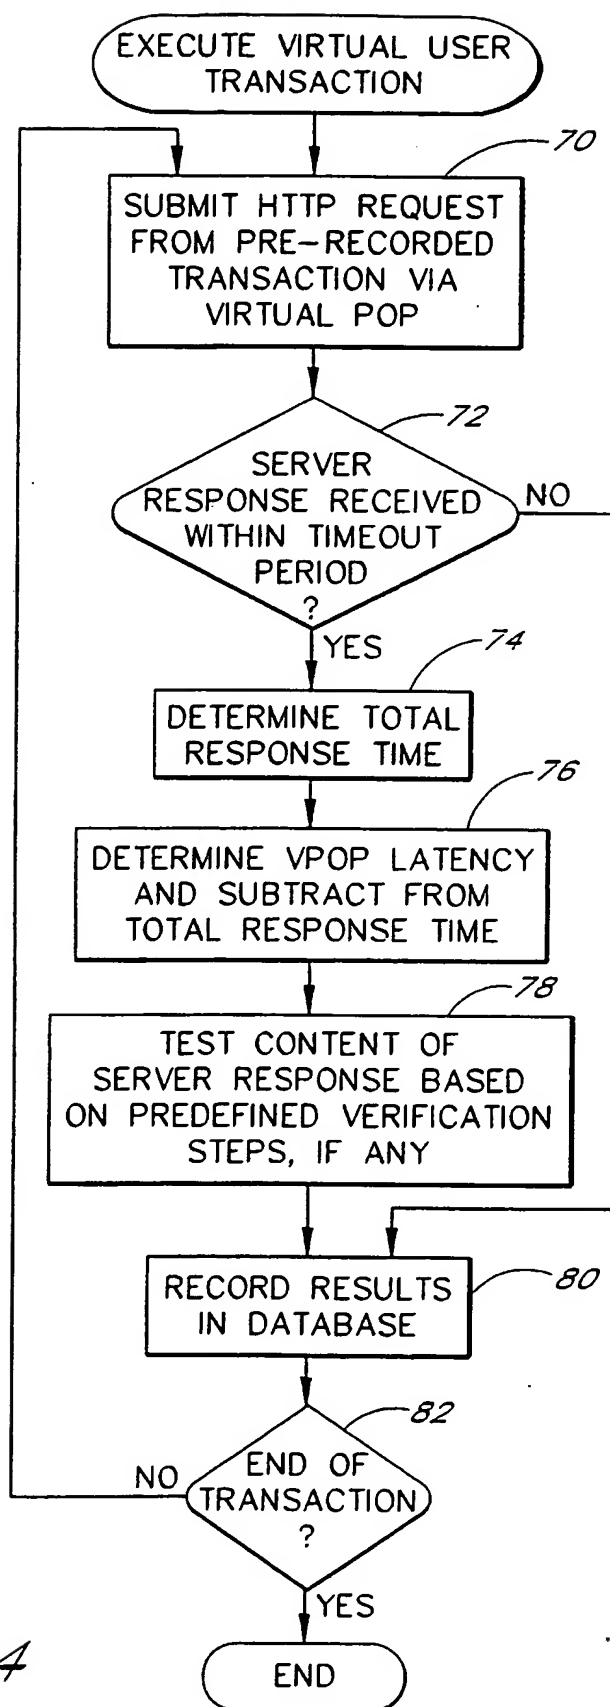 EXECUTE VIRTUAL USER
TRANSACTION
70
SUBMIT HTTP REQUEST
FROM PRE-RECORDED
TRANSACTION VIA
VIRTUAL POP
72
SERVER
RESPONSE RECEIVED
WITHIN TIMEOUT
PERIOD
?
NO
YES
74
DETERMINE TOTAL
RESPONSE TIME
76
DETERMINE VPOP LATENCY
AND SUBTRACT FROM
TOTAL RESPONSE TIME
78
TEST CONTENT OF
SERVER RESPONSE BASED
ON PREDEFINED VERIFICATION
STEPS, IF ANY
80
RECORD RESULTS
IN DATABASE
82
END OF
TRANSACTION
?
NO
YES
4
END